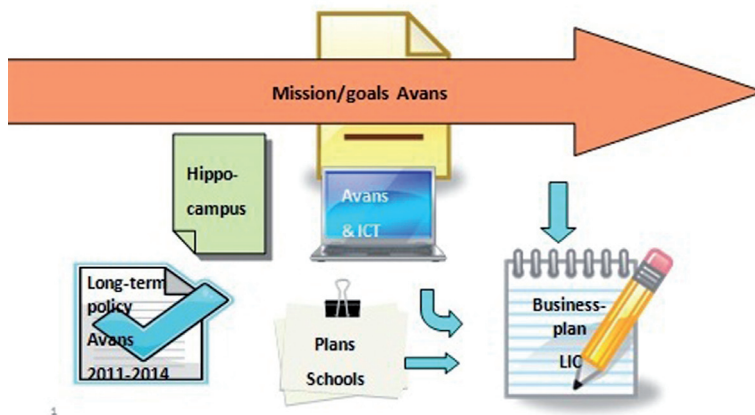 Mission/goals Avans
Hippo-
campus
Avans
& ICT
Long-term
policy
Avans
2011-2014
Plans
Schools
Business-
plan
LIC
1